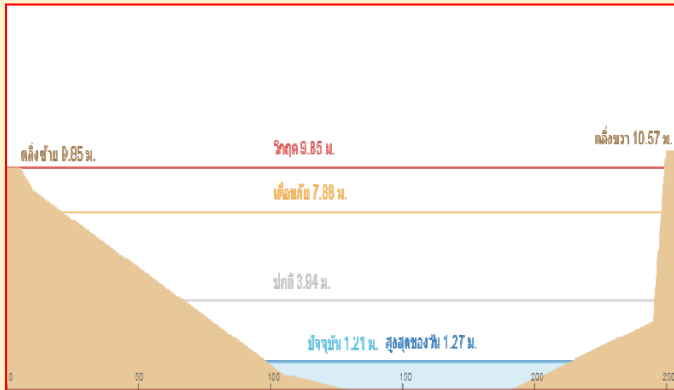 ตลิ่งขวา 10.57 ม.
ตลิ่งซ้าย 9.85 ม.
วิกฤต 9.85 ม.
เตือนภัย 7.88 ม.
ปกติ 3.94 ม.
ปัจจุบัน 1.21 ม. สูงสุดของวัน 1.27 ม.
0 50 100 150 200 250